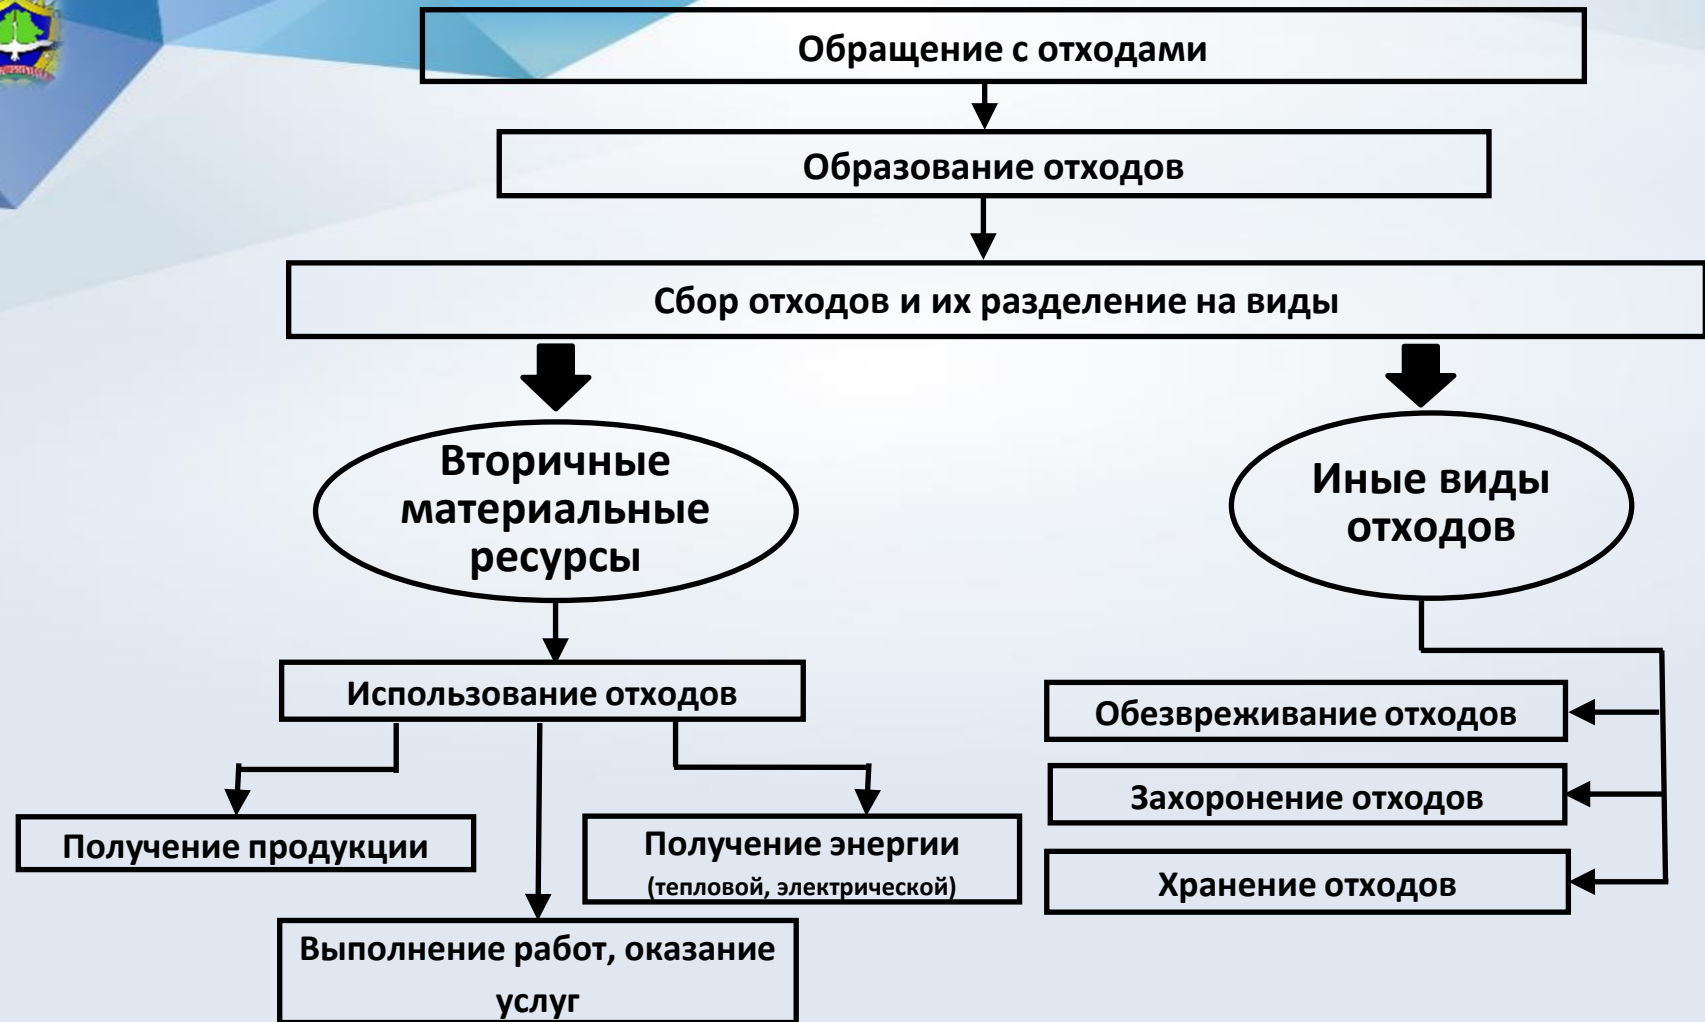 Обращение с отходами
Образование отходов
Сбор отходов и их разделение на виды
Вторичные
материальные
ресурсы
Иные виды
отходов
Использование отходов
Обезвреживание отходов
Захоронение отходов
Хранение отходов
Получение продукции
Получение энергии
(тепловой, электрической)
Выполнение работ, оказание
услуг